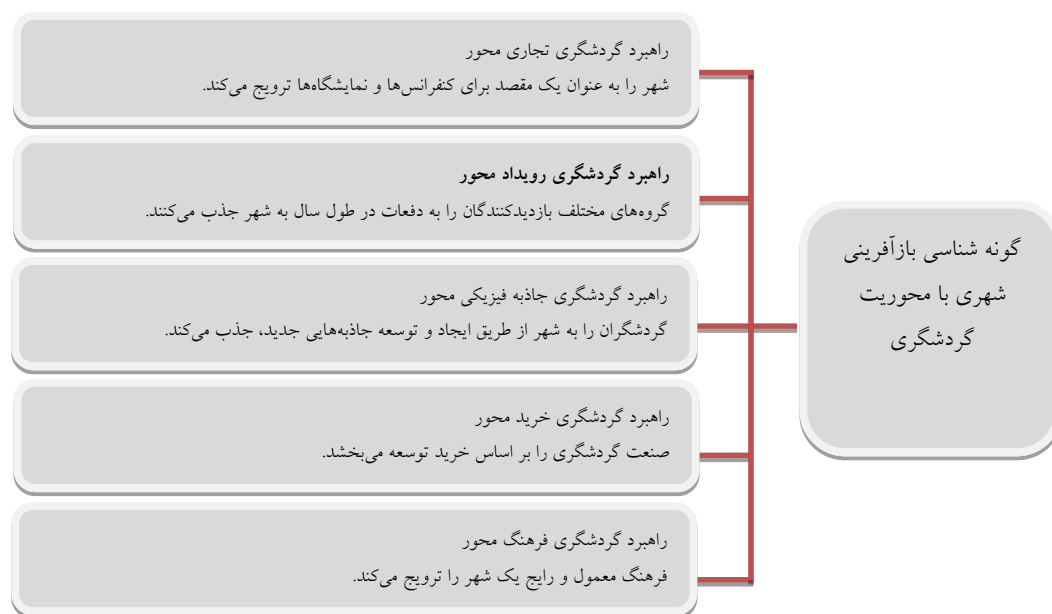 گونه شناسی بازآفرینی
شهری با محوریت
گردشگری
راهبرد گردشگری تجاری محور
شهر را به عنوان یک مقصد برای کنفرانس‌ها و نمایشگاه‌ها ترویج می‌کند.
راهبرد گردشگری رویداد محور
گروه‌های مختلف بازدیدکنندگان را به دفعات در طول سال به شهر جذب می‌کنند.
راهبرد گردشگری جاذبه فیزیکی محور
گردشگران را به شهر از طریق ایجاد و توسعه جاذبه‌هایی جدید، جذب می‌کند.
راهبرد گردشگری خرید محور
صنعت گردشگری را بر اساس خرید توسعه می‌بخشد.
راهبرد گردشگری فرهنگ محور
فرهنگ معمول و رایج یک شهر را ترویج می‌کند.